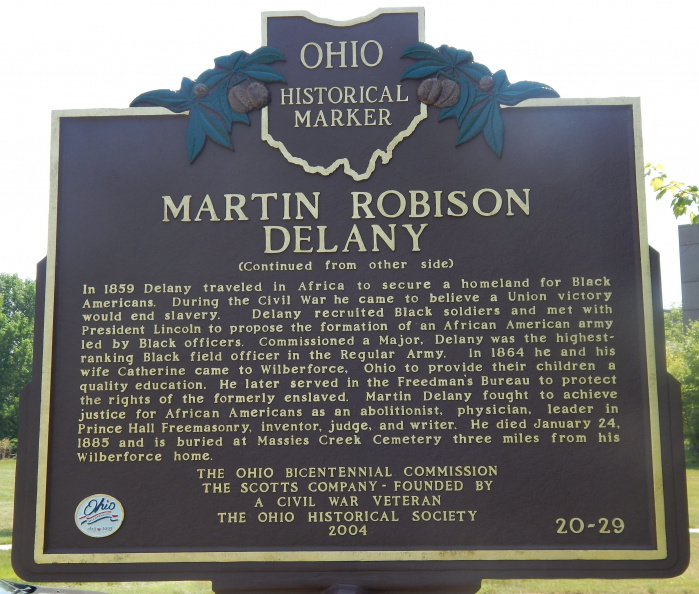 OHIO
HISTORICAL
MARKER
MARTIN ROBISON
DELANY
(Continued from other side)
In 1859 Delany traveled in Africa to secure a homeland for Black
Americans. During the Civil War he came to believe a Union victory
would end slavery. Delany recruited Black soldiers and met with
President Lincoln to propose the formation of an African American army
led by Black officers. Commissioned a Major, Delany was the highest-
ranking Black field officer in the Regular Army. In 1864 he and his
wife Catherine came to Wilberforce, Ohio to provide their children a
quality education. He later served in the Freedman's Bureau to protect
the rights of the formerly enslaved. Martin Delany fought to achieve
justice for African Americans as an abolitionist, physician, leader in
Prince Hall Freemasonry, inventor, judge, and writer. He died January 24,
1885 and is buried at Massies Creek Cemetery three miles from his
Wilberforce home.
THE OHIO BICENTENNIAL COMMISSION
THE SCOTTS COMPANY - FOUNDED BY
A CIVIL WAR VETERAN
THE OHIO HISTORICAL SOCIETY
2004
20-29
Ohio